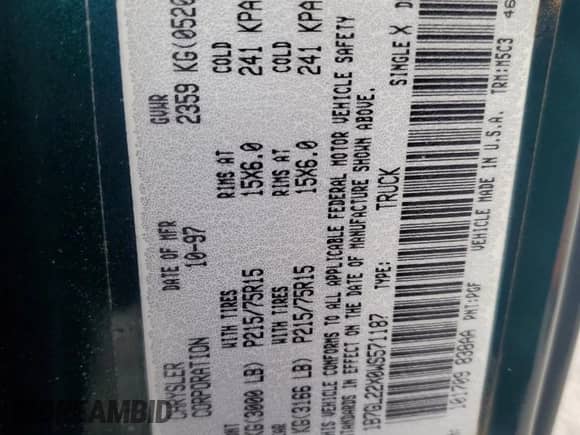 CHRYSLER
CORPORATION
DATE OF MFR
10-97
GVWR
2359 KG(0520
WITH TIRES
RIMS AT
COLD
KG(3000 LB) P215/75R15
15X6.0
241 KPA
WITH TIRES
RIMS AT
COLD
KG(3166 LB) P215/75R15
15X6.0
241 KPA
VEHICLE CONFORMS TO ALL APPLICABLE FEDERAL MOTOR VEHICLE SAFETY
STANDARDS IN EFFECT ON THE DATE OF MANUFACTURE SHOWN ABOVE.
1B7GL22X0WS571187
TRUCK
SINGLE X
101709 838AA
PNT:PGF
VEHICLE MADE IN U.S.A.
TRM:M5C3
46